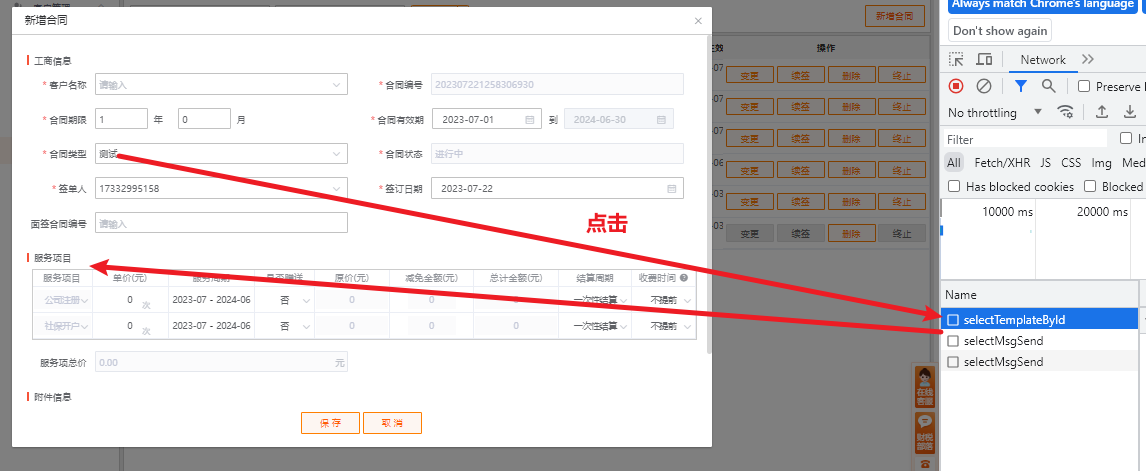 客户管理
新增合同
×
工商信息
* 客户名称
请输入
* 合同编号
202307221258306930
* 合同期限
1
年
0
月
* 合同有效期
2023-07-01
到
2024-06-30
* 合同类型
测试
* 合同状态
进行中
* 签单人
17332995158
* 签订日期
2023-07-22
面签合同编号
请输入
服务项目
服务项目 单价(元) 服务周期 是否赠送 原价(元) 减免金额(元) 总计金额(元) 结算周期 收费时间
公司注册 0 次 2023-07 - 2024-06 否 0 0 0 一次性结算 不提前
社保开户 0 次 2023-07 - 2024-06 否 0 0 0 一次性结算 不提前
服务项总价
0.00
元
附件信息
保 存
取 消
点击
新增合同
操作
-07 变更 续签 删除 终止
-07 变更 续签 删除 终止
-07 变更 续签 删除 终止
-06 变更 续签 删除 终止
-03 变更 续签 删除 终止
-03 变更 续签 删除 终止
在线
客服
财税
部落
Always match Chrome's language
Don't show again
Network
Preserve
No throttling
Filter
All Fetch/XHR JS CSS Img Med
Has blocked cookies
Blocked
10000 ms
20000 ms
Name
selectTemplateById
selectMsgSend
selectMsgSend